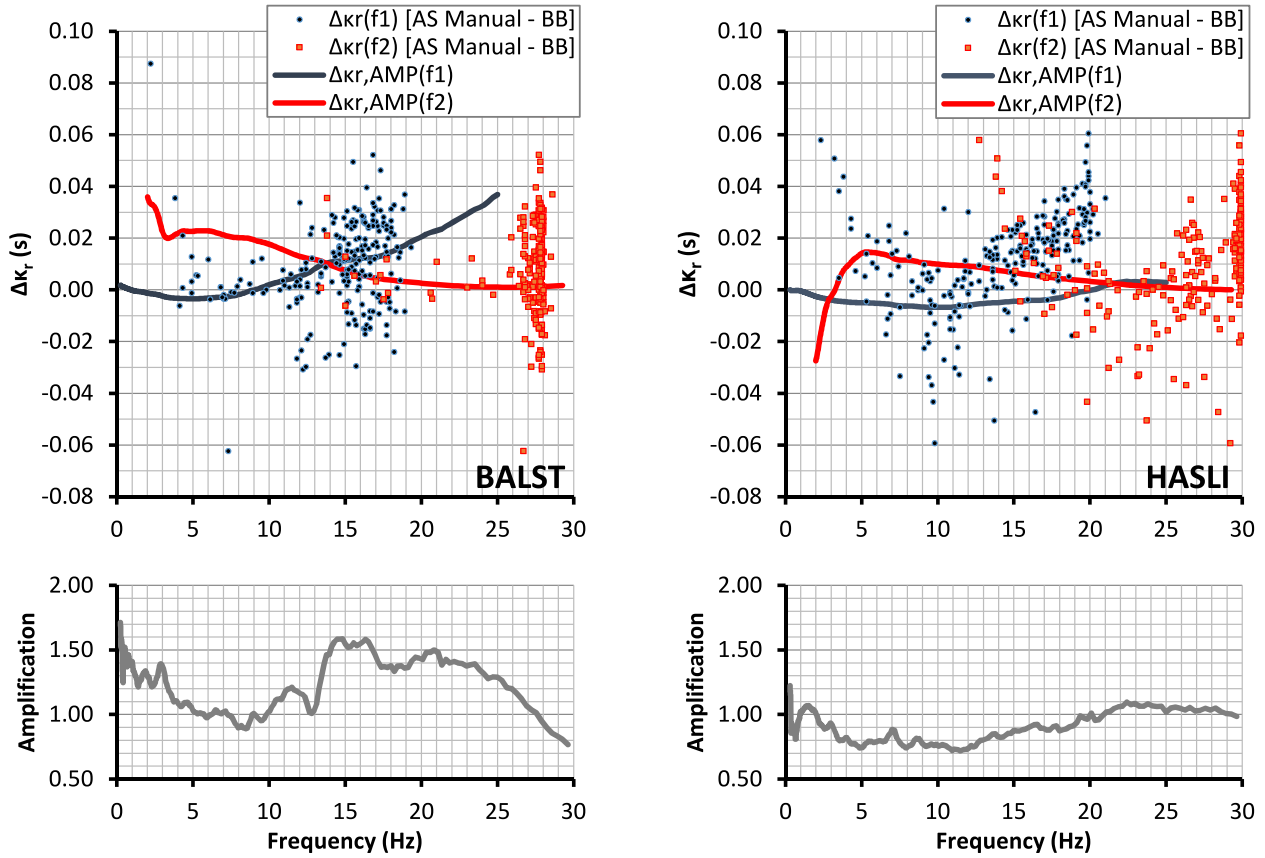 Δκr(f1) [AS Manual - BB]
Δκr(f2) [AS Manual - BB]
Δκr,AMP(f1)
Δκr,AMP(f2)
0.10
0.08
0.06
0.04
0.02
0.00
-0.02
-0.04
-0.06
-0.08
Δκr (s)
BALST
0 5 10 15 20 25 30
2.00
1.50
1.00
0.50
Amplification
0 5 10 15 20 25 30
Frequency (Hz)
Δκr(f1) [AS Manual - BB]
Δκr(f2) [AS Manual - BB]
Δκr,AMP(f1)
Δκr,AMP(f2)
0.10
0.08
0.06
0.04
0.02
0.00
-0.02
-0.04
-0.06
-0.08
Δκr (s)
HASLI
0 5 10 15 20 25 30
2.00
1.50
1.00
0.50
Amplification
0 5 10 15 20 25 30
Frequency (Hz)